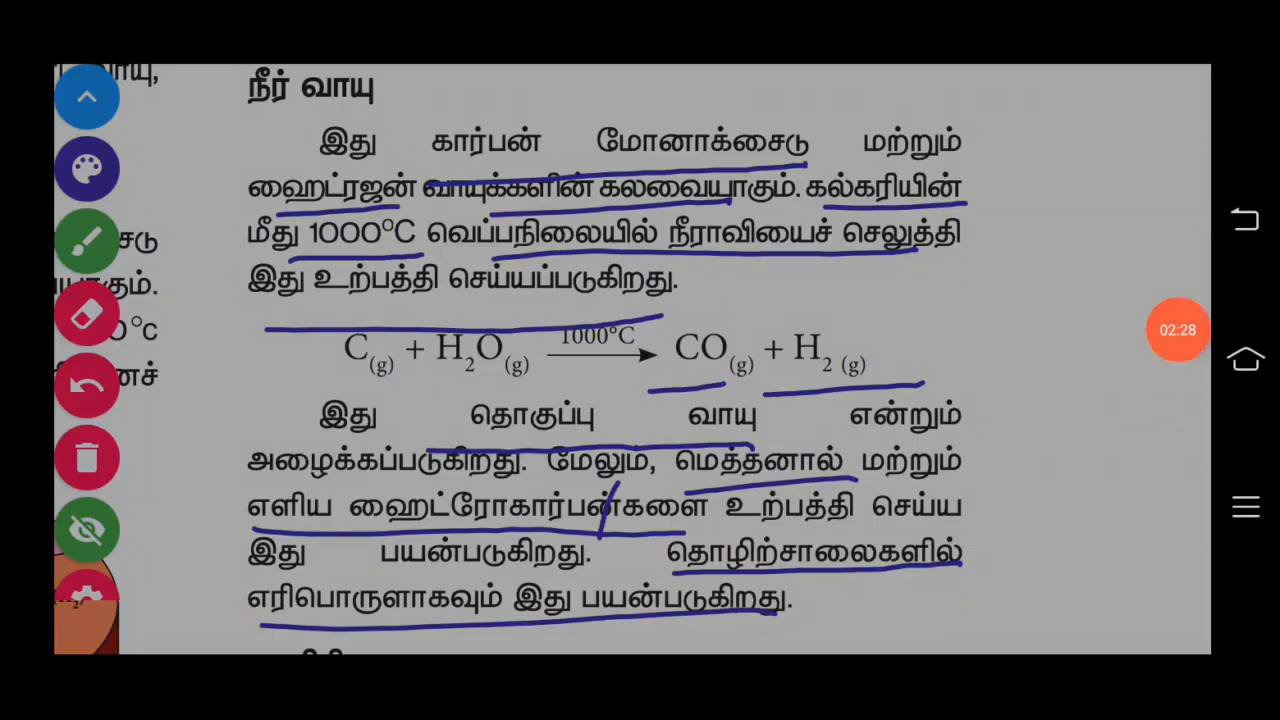 வாயு,
நீர் வாயு
இது கார்பன் மோனாக்சைடு மற்றும்
ஹைட்ரஜன் வாயுக்களின் கலவையாகும். கல்கரியின்
மீது 1000°C வெப்பநிலையில் நீராவியைச் செலுத்தி
இது உற்பத்தி செய்யப்படுகிறது.
C(g) + H₂O(g) 1000°C → CO(g) + H₂ (g)
இது தொகுப்பு வாயு என்றும்
அழைக்கப்படுகிறது. மேலும், மெத்தனால் மற்றும்
எளிய ஹைட்ரோகார்பன்களை உற்பத்தி செய்ய
இது பயன்படுகிறது. தொழிற்சாலைகளில்
எரிபொருளாகவும் இது பயன்படுகிறது.
02:28